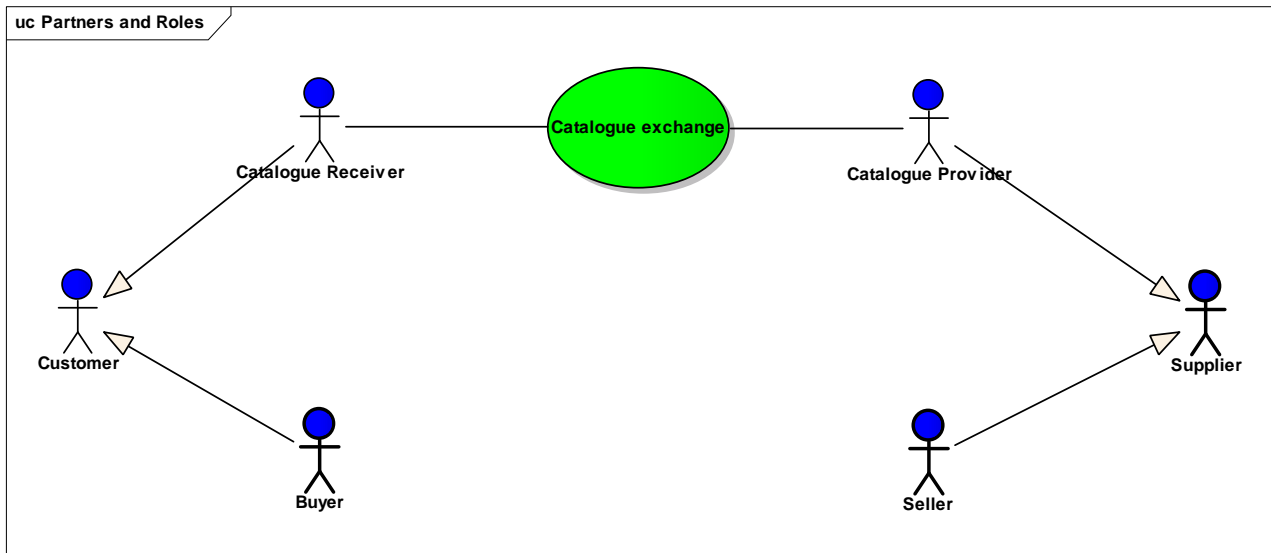 uc Partners and Roles
Catalogue exchange
Catalogue Receiver
Catalogue Provider
Customer
Supplier
Buyer
Seller